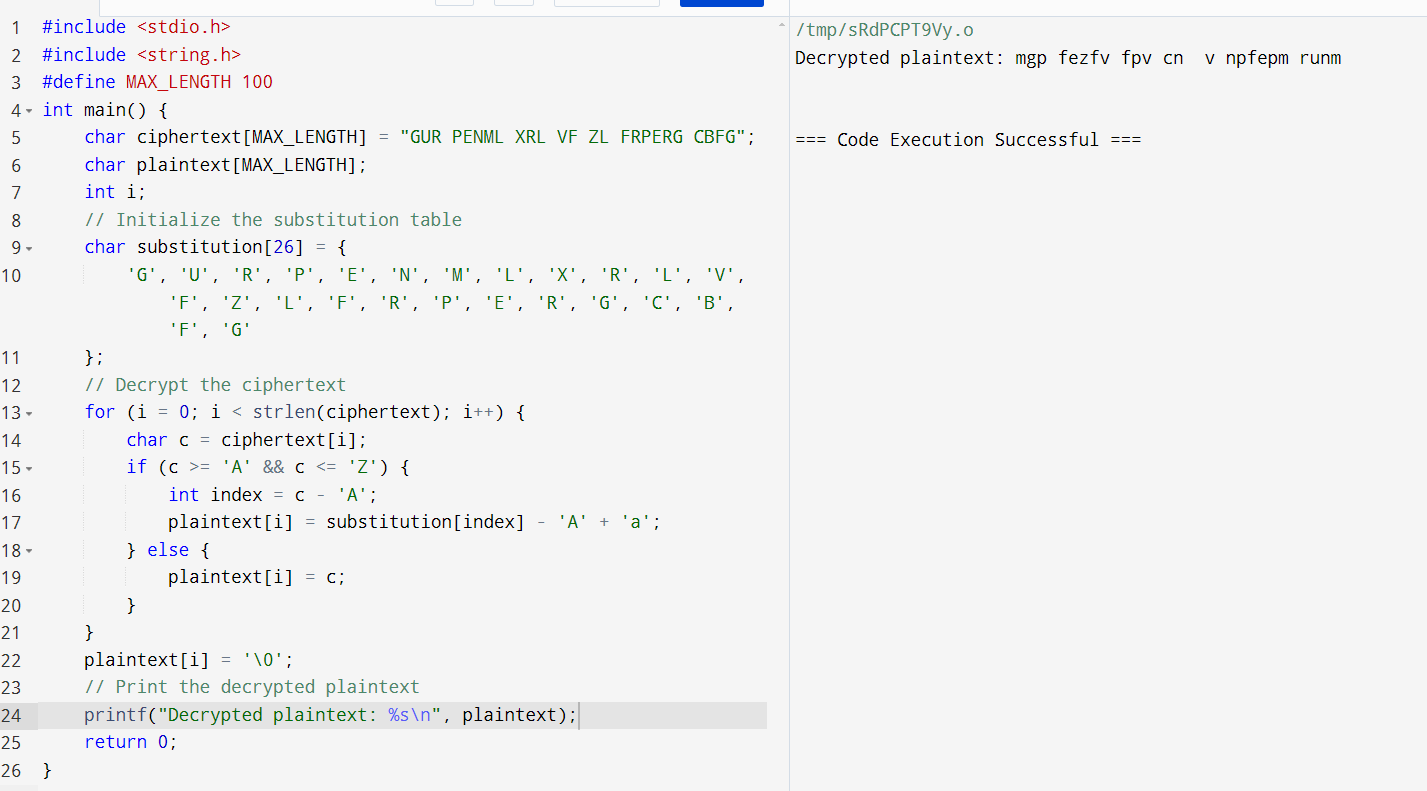 1 #include <stdio.h>
2 #include <string.h>
3 #define MAX_LENGTH 100
4 int main() {
5     char ciphertext[MAX_LENGTH] = "GUR PENML XRL VF ZL FRPERG CBFG";
6     char plaintext[MAX_LENGTH];
7     int i;
8     // Initialize the substitution table
9     char substitution[26] = {
10         'G', 'U', 'R', 'P', 'E', 'N', 'M', 'L', 'X', 'R', 'L', 'V',
            'F', 'Z', 'L', 'F', 'R', 'P', 'E', 'R', 'G', 'C', 'B',
            'F', 'G'
11     };
12     // Decrypt the ciphertext
13     for (i = 0; i < strlen(ciphertext); i++) {
14         char c = ciphertext[i];
15         if (c >= 'A' && c <= 'Z') {
16             int index = c - 'A';
17             plaintext[i] = substitution[index] - 'A' + 'a';
18         } else {
19             plaintext[i] = c;
20         }
21     }
22     plaintext[i] = '\0';
23     // Print the decrypted plaintext
24     printf("Decrypted plaintext: %s\n", plaintext);
25     return 0;
26 }
/tmp/sRdPCPT9Vy.o
Decrypted plaintext: mgp fezfv fpv cn  v npfepm runm
=== Code Execution Successful ===